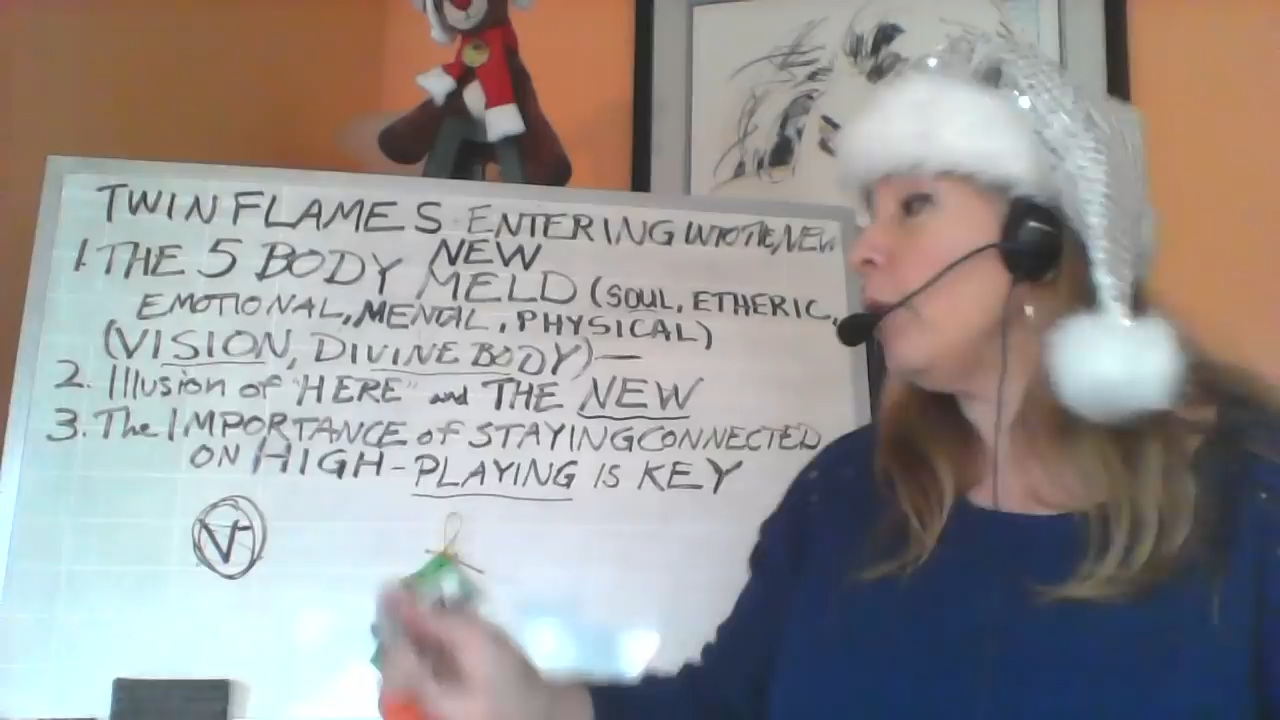 TWIN FLAMES ENTERING INTO THE NEW
NEW
1. THE 5 BODY MELD (SOUL, ETHERIC,
EMOTIONAL, MENTAL, PHYSICAL)
(VISION, DIVINE BODY) —
2. Illusion of "HERE" and THE NEW
3. The IMPORTANCE of STAYING CONNECTED
ON HIGH - PLAYING IS KEY
V